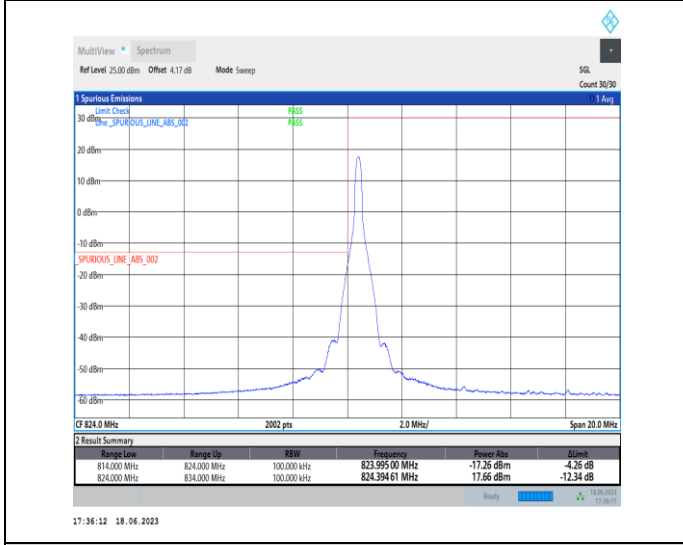 MultiView Spectrum
Ref Level 25.00 dBm Offset 4.17 dB Mode Sweep SGL
Count 30/30
1 Spurious Emissions 1 Avg
Limit Check PASS
30 dBm Line _SPURIOUS_LINE_ABS_002 PASS
20 dBm
10 dBm
0 dBm
-10 dBm
_SPURIOUS_LINE_ABS_002
-20 dBm
-30 dBm
-40 dBm
-50 dBm
-60 dBm
CF 824.0 MHz 2002 pts 2.0 MHz/ Span 20.0 MHz
2 Result Summary
Range Low Range Up RBW Frequency Power Abs ΔLimit
814.000 MHz 824.000 MHz 100.000 kHz 823.995 00 MHz -17.26 dBm -4.26 dB
824.000 MHz 834.000 MHz 100.000 kHz 824.394 61 MHz 17.66 dBm -12.34 dB
Ready 18.06.2023
17:36:11
17:36:12 18.06.2023